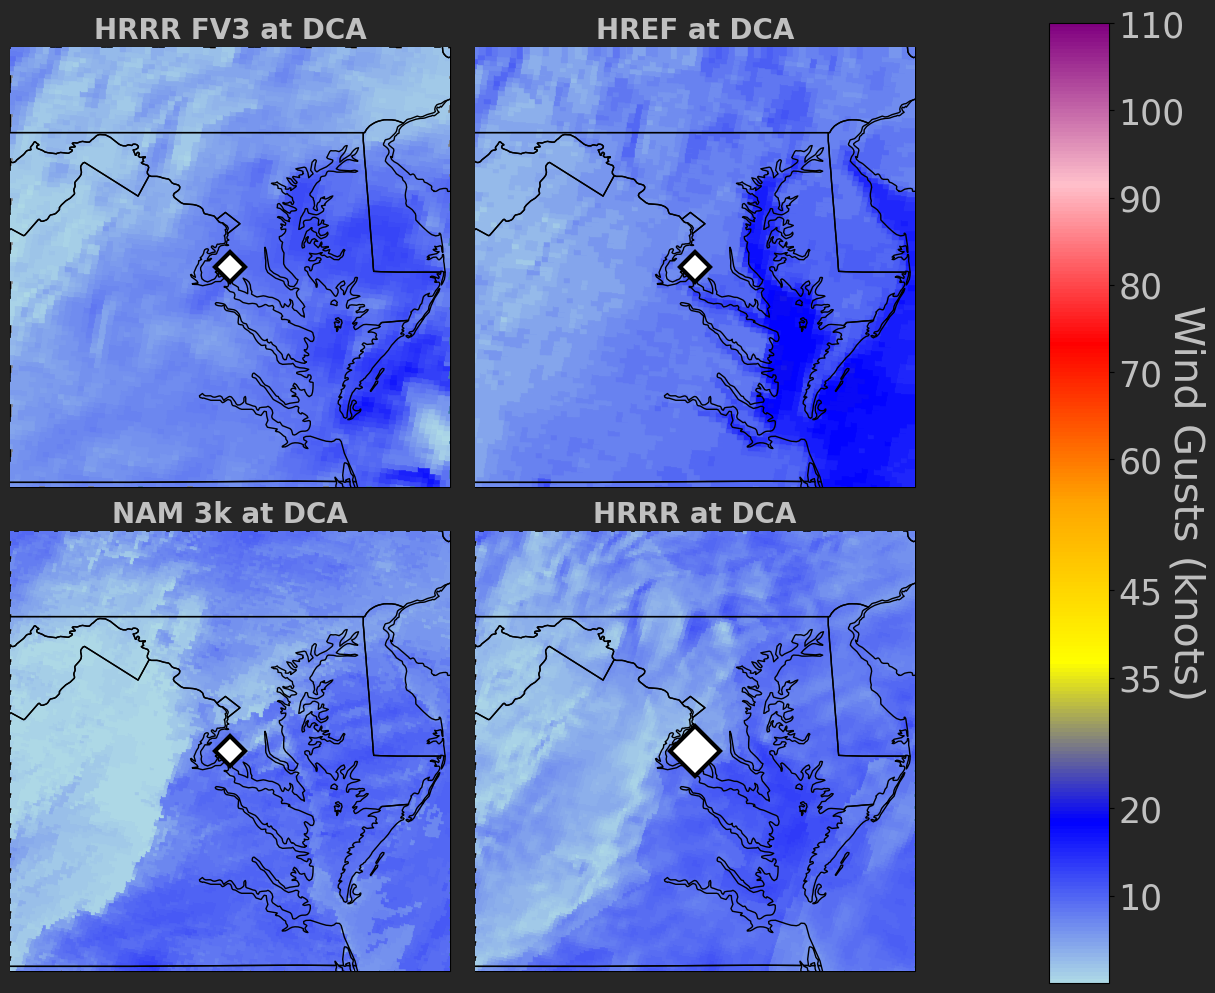 HRRR FV3 at DCA
HREF at DCA
NAM 3k at DCA
HRRR at DCA
110
100
90
80
70
60
45
35
20
10
Wind Gusts (knots)